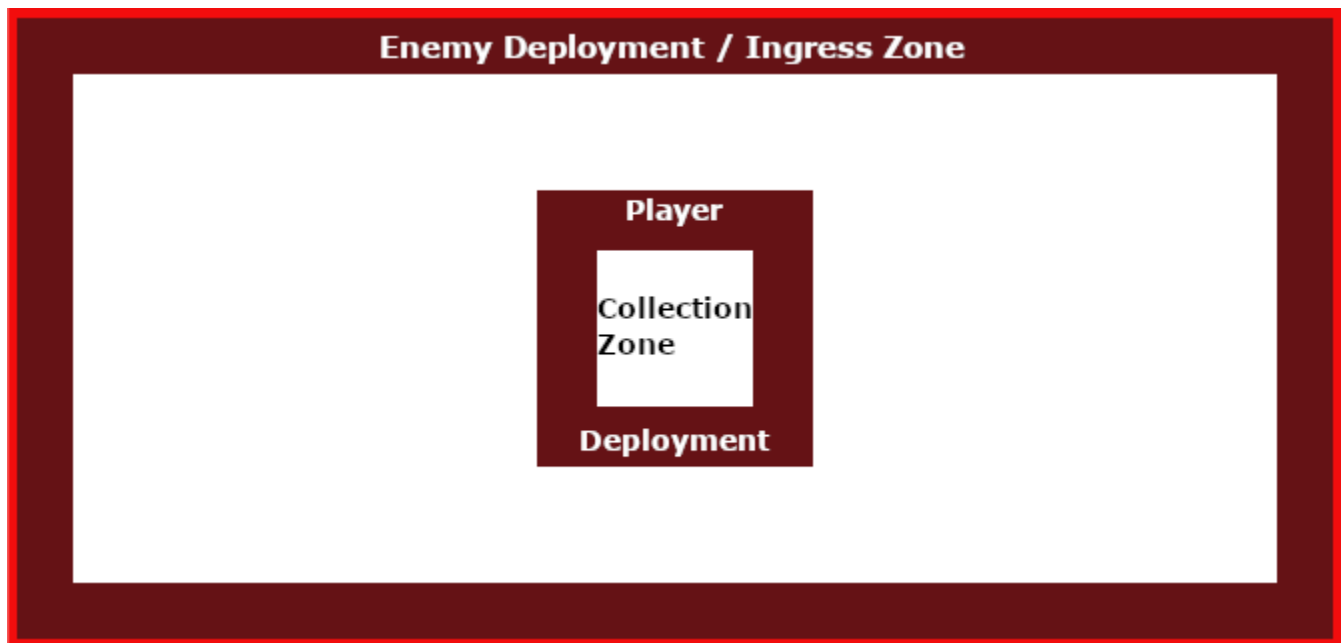 Enemy Deployment / Ingress Zone
Player
Collection
Zone
Deployment